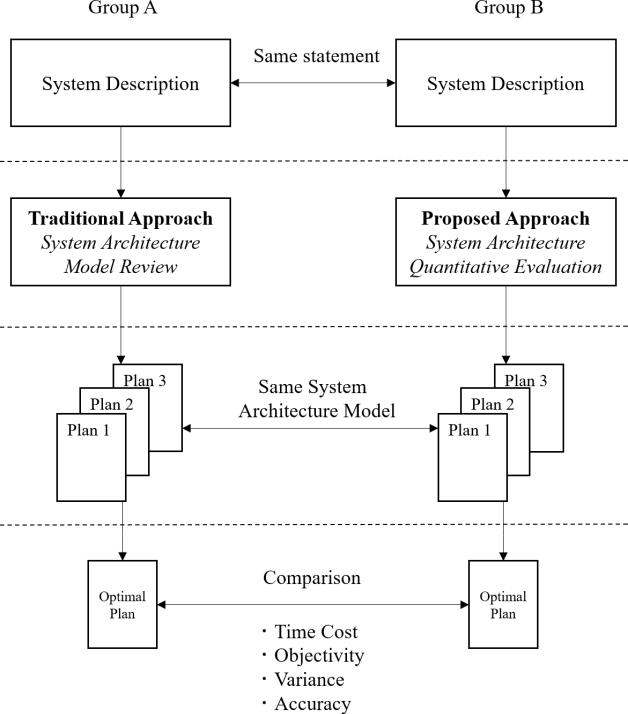 Group A
Group B
System Description
Same statement
System Description
Traditional Approach
System Architecture
Model Review
Proposed Approach
System Architecture
Quantitative Evaluation
Plan 3
Plan 2
Plan 1
Same System
Architecture Model
Plan 3
Plan 2
Plan 1
Optimal
Plan
Comparison
Optimal
Plan
・Time Cost
・Objectivity
・Variance
・Accuracy